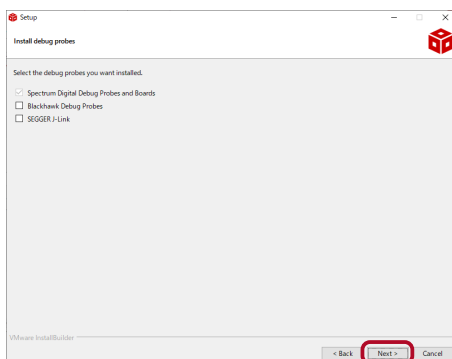 Setup
Install debug probes
Select the debug probes you want installed.
Spectrum Digital Debug Probes and Boards
Blackhawk Debug Probes
SEGGER J-Link
VMware InstallBuilder
< Back Next > Cancel